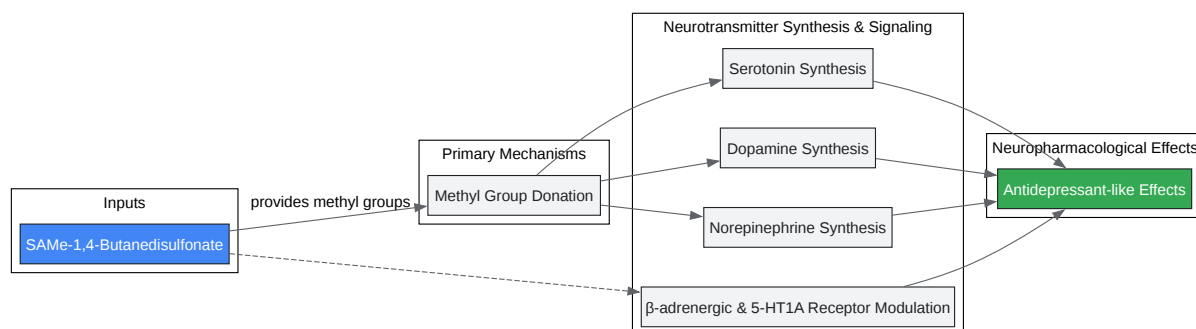 Neurotransmitter Synthesis & Signaling
Serotonin Synthesis
Dopamine Synthesis
Norepinephrine Synthesis
β-adrenergic & 5-HT1A Receptor Modulation
Primary Mechanisms
Methyl Group Donation
Neuropharmacological Effects
Antidepressant-like Effects
Inputs
SAMe-1,4-Butanedisulfonate
provides methyl groups